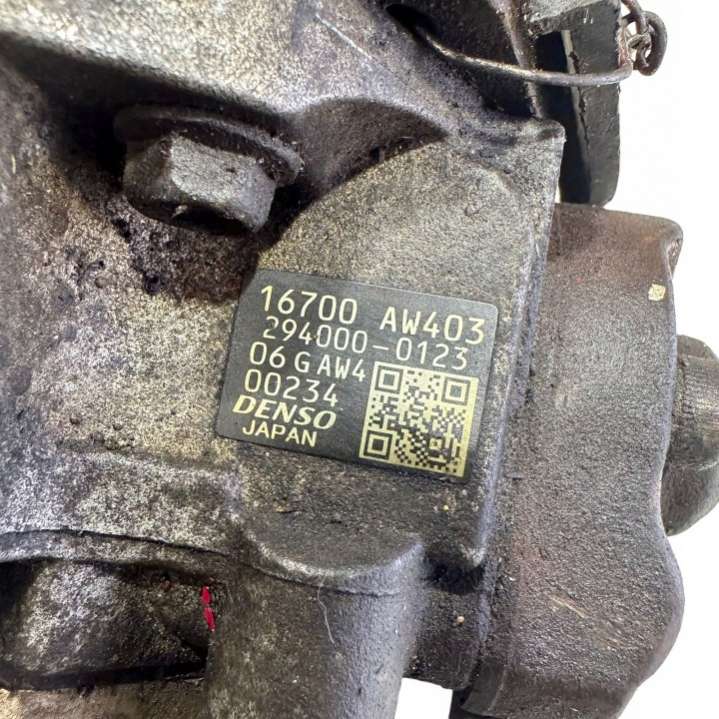 16700 AW403
294000-0123
06 G AW4
00234
DENSO
JAPAN